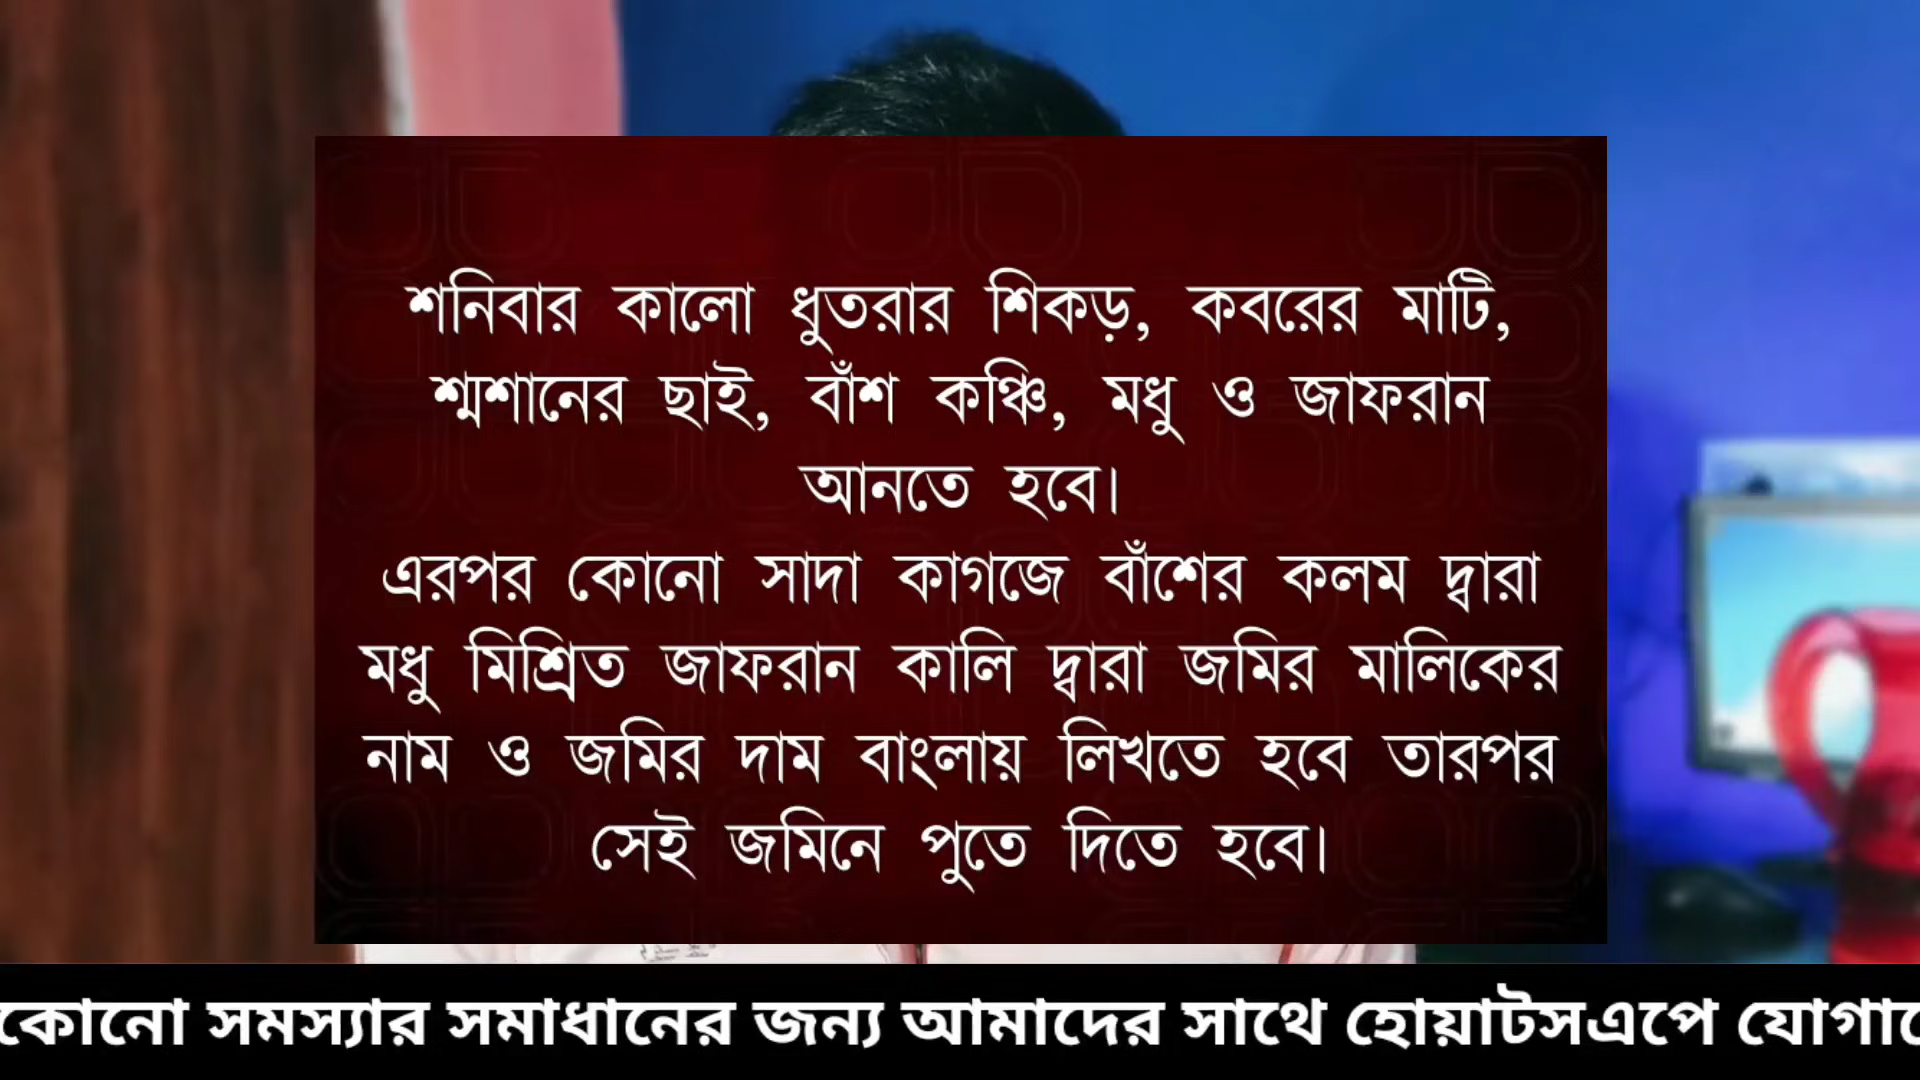 শনিবার কালো ধুতরার শিকড়, কবরের মাটি,
শ্মশানের ছাই, বাঁশ কঞ্চি, মধু ও জাফরান
আনতে হবে।
এরপর কোনো সাদা কাগজে বাঁশের কলম দ্বারা
মধু মিশ্রিত জাফরান কালি দ্বারা জমির মালিকের
নাম ও জমির দাম বাংলায় লিখতে হবে তারপর
সেই জমিনে পুতে দিতে হবে।
কোনো সমস্যার সমাধানের জন্য আমাদের সাথে হোয়াটসএপে